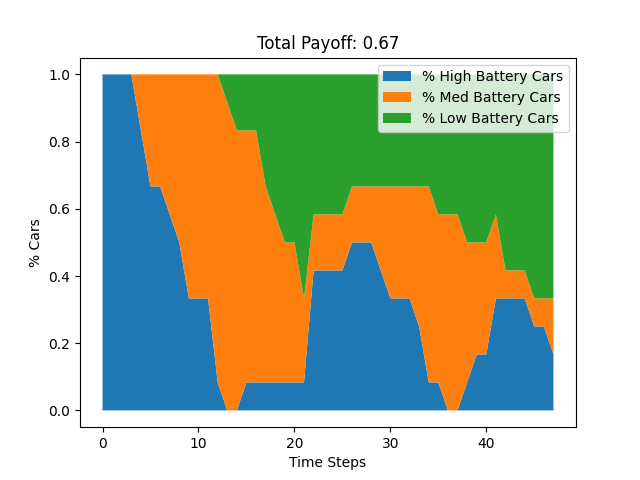 Total Payoff: 0.67
1.0
0.8
0.6
0.4
0.2
0.0
% Cars
% High Battery Cars
% Med Battery Cars
% Low Battery Cars
0 10 20 30 40
Time Steps